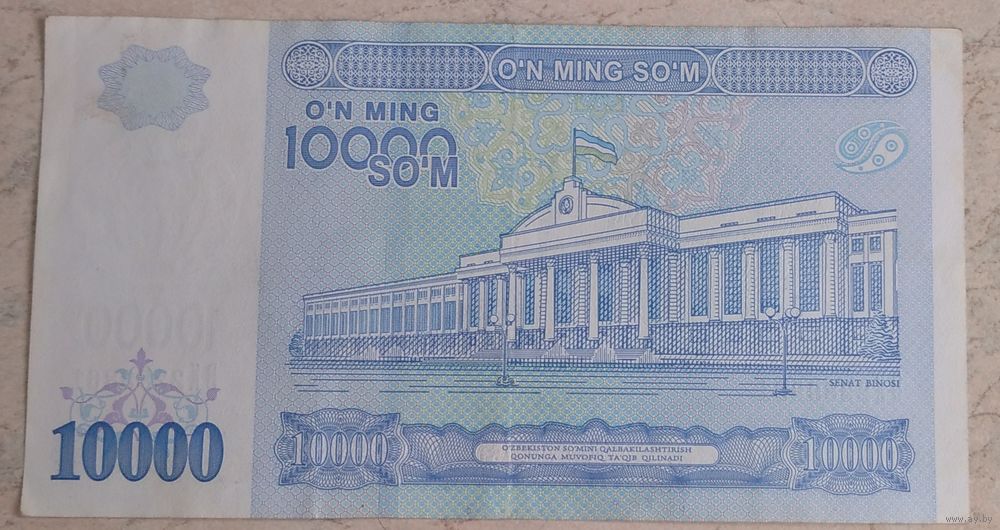 O'N MING SO'M
O'N MING
10000
SO'M
SENAT BINOSI
10000
10000
O'ZBEKISTON SO'MINI QALBAKILASHTIRISH
QONUNGA MUVOFIQ TA'QIB QILINADI
10000
www.ay.by